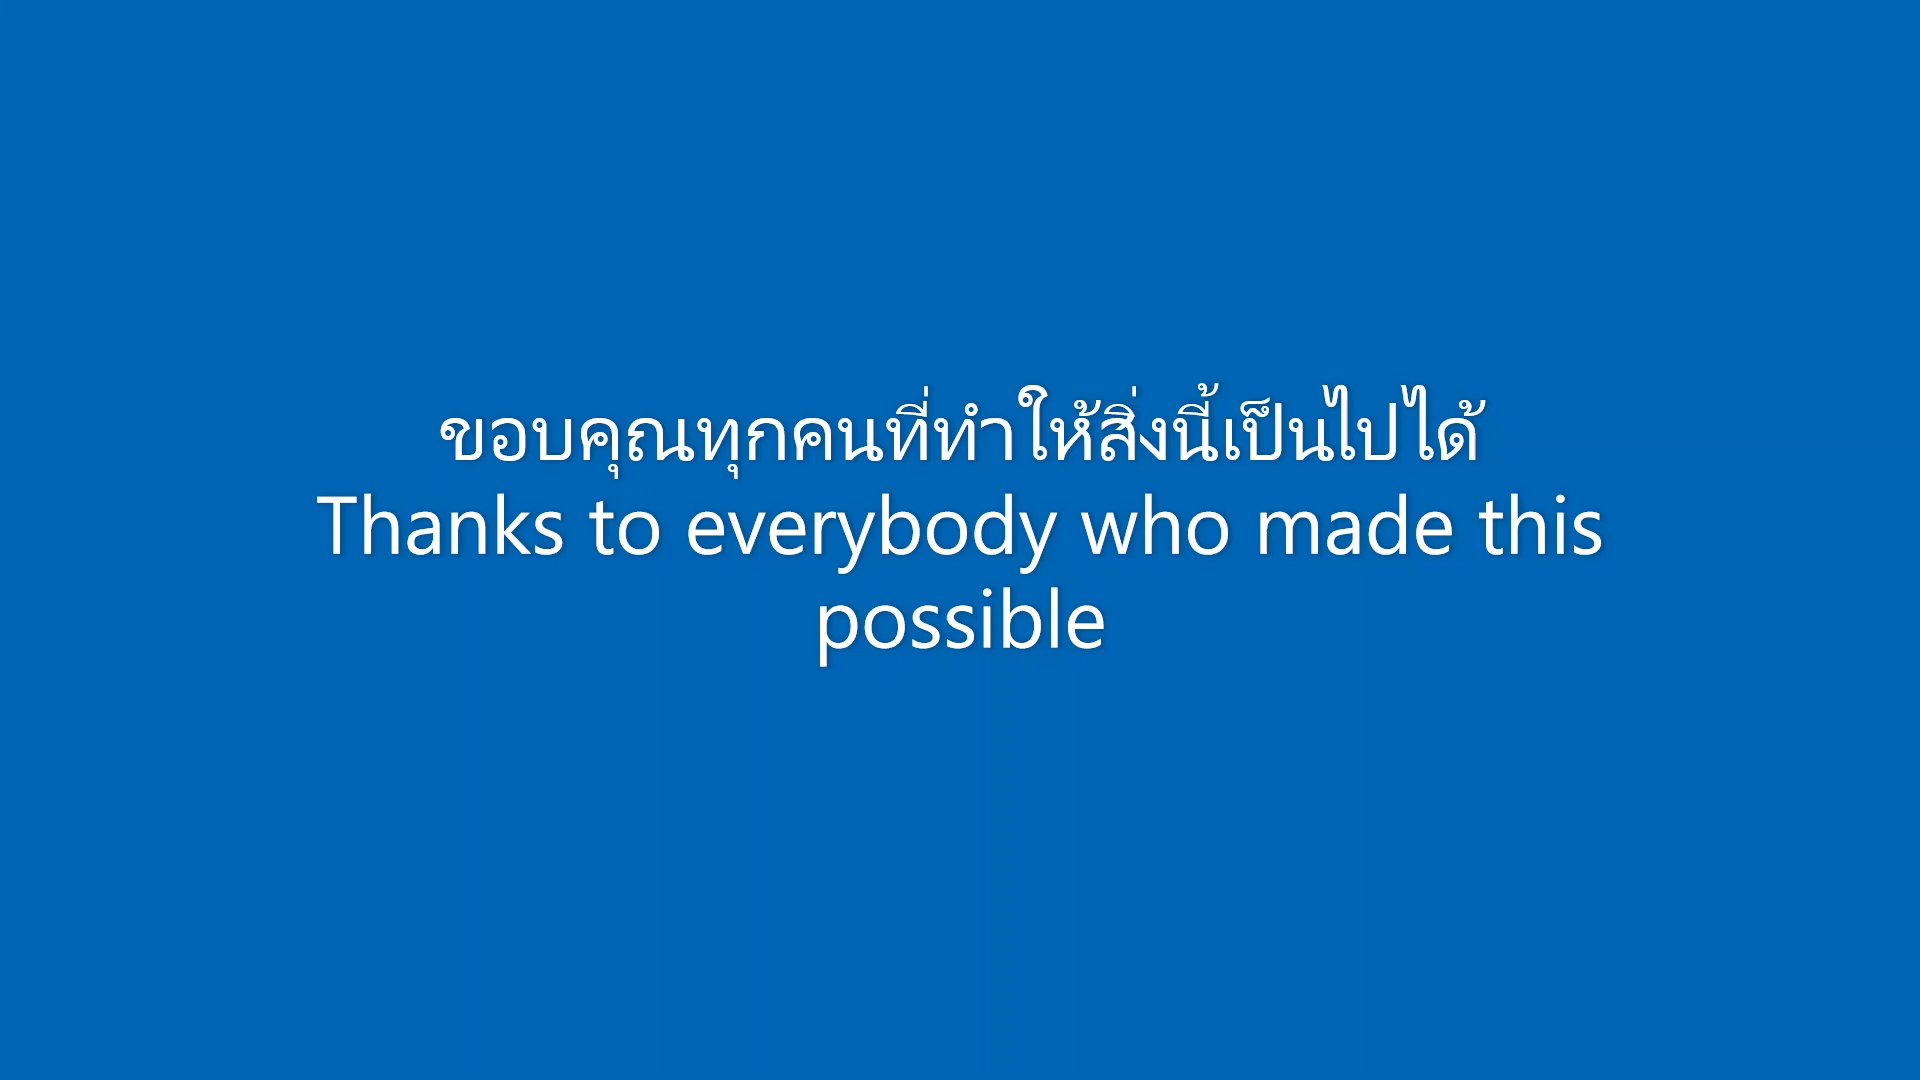 ขอบคุณทุกคนที่ทำให้สิ่งนี้เป็นไปได้
Thanks to everybody who made this
possible